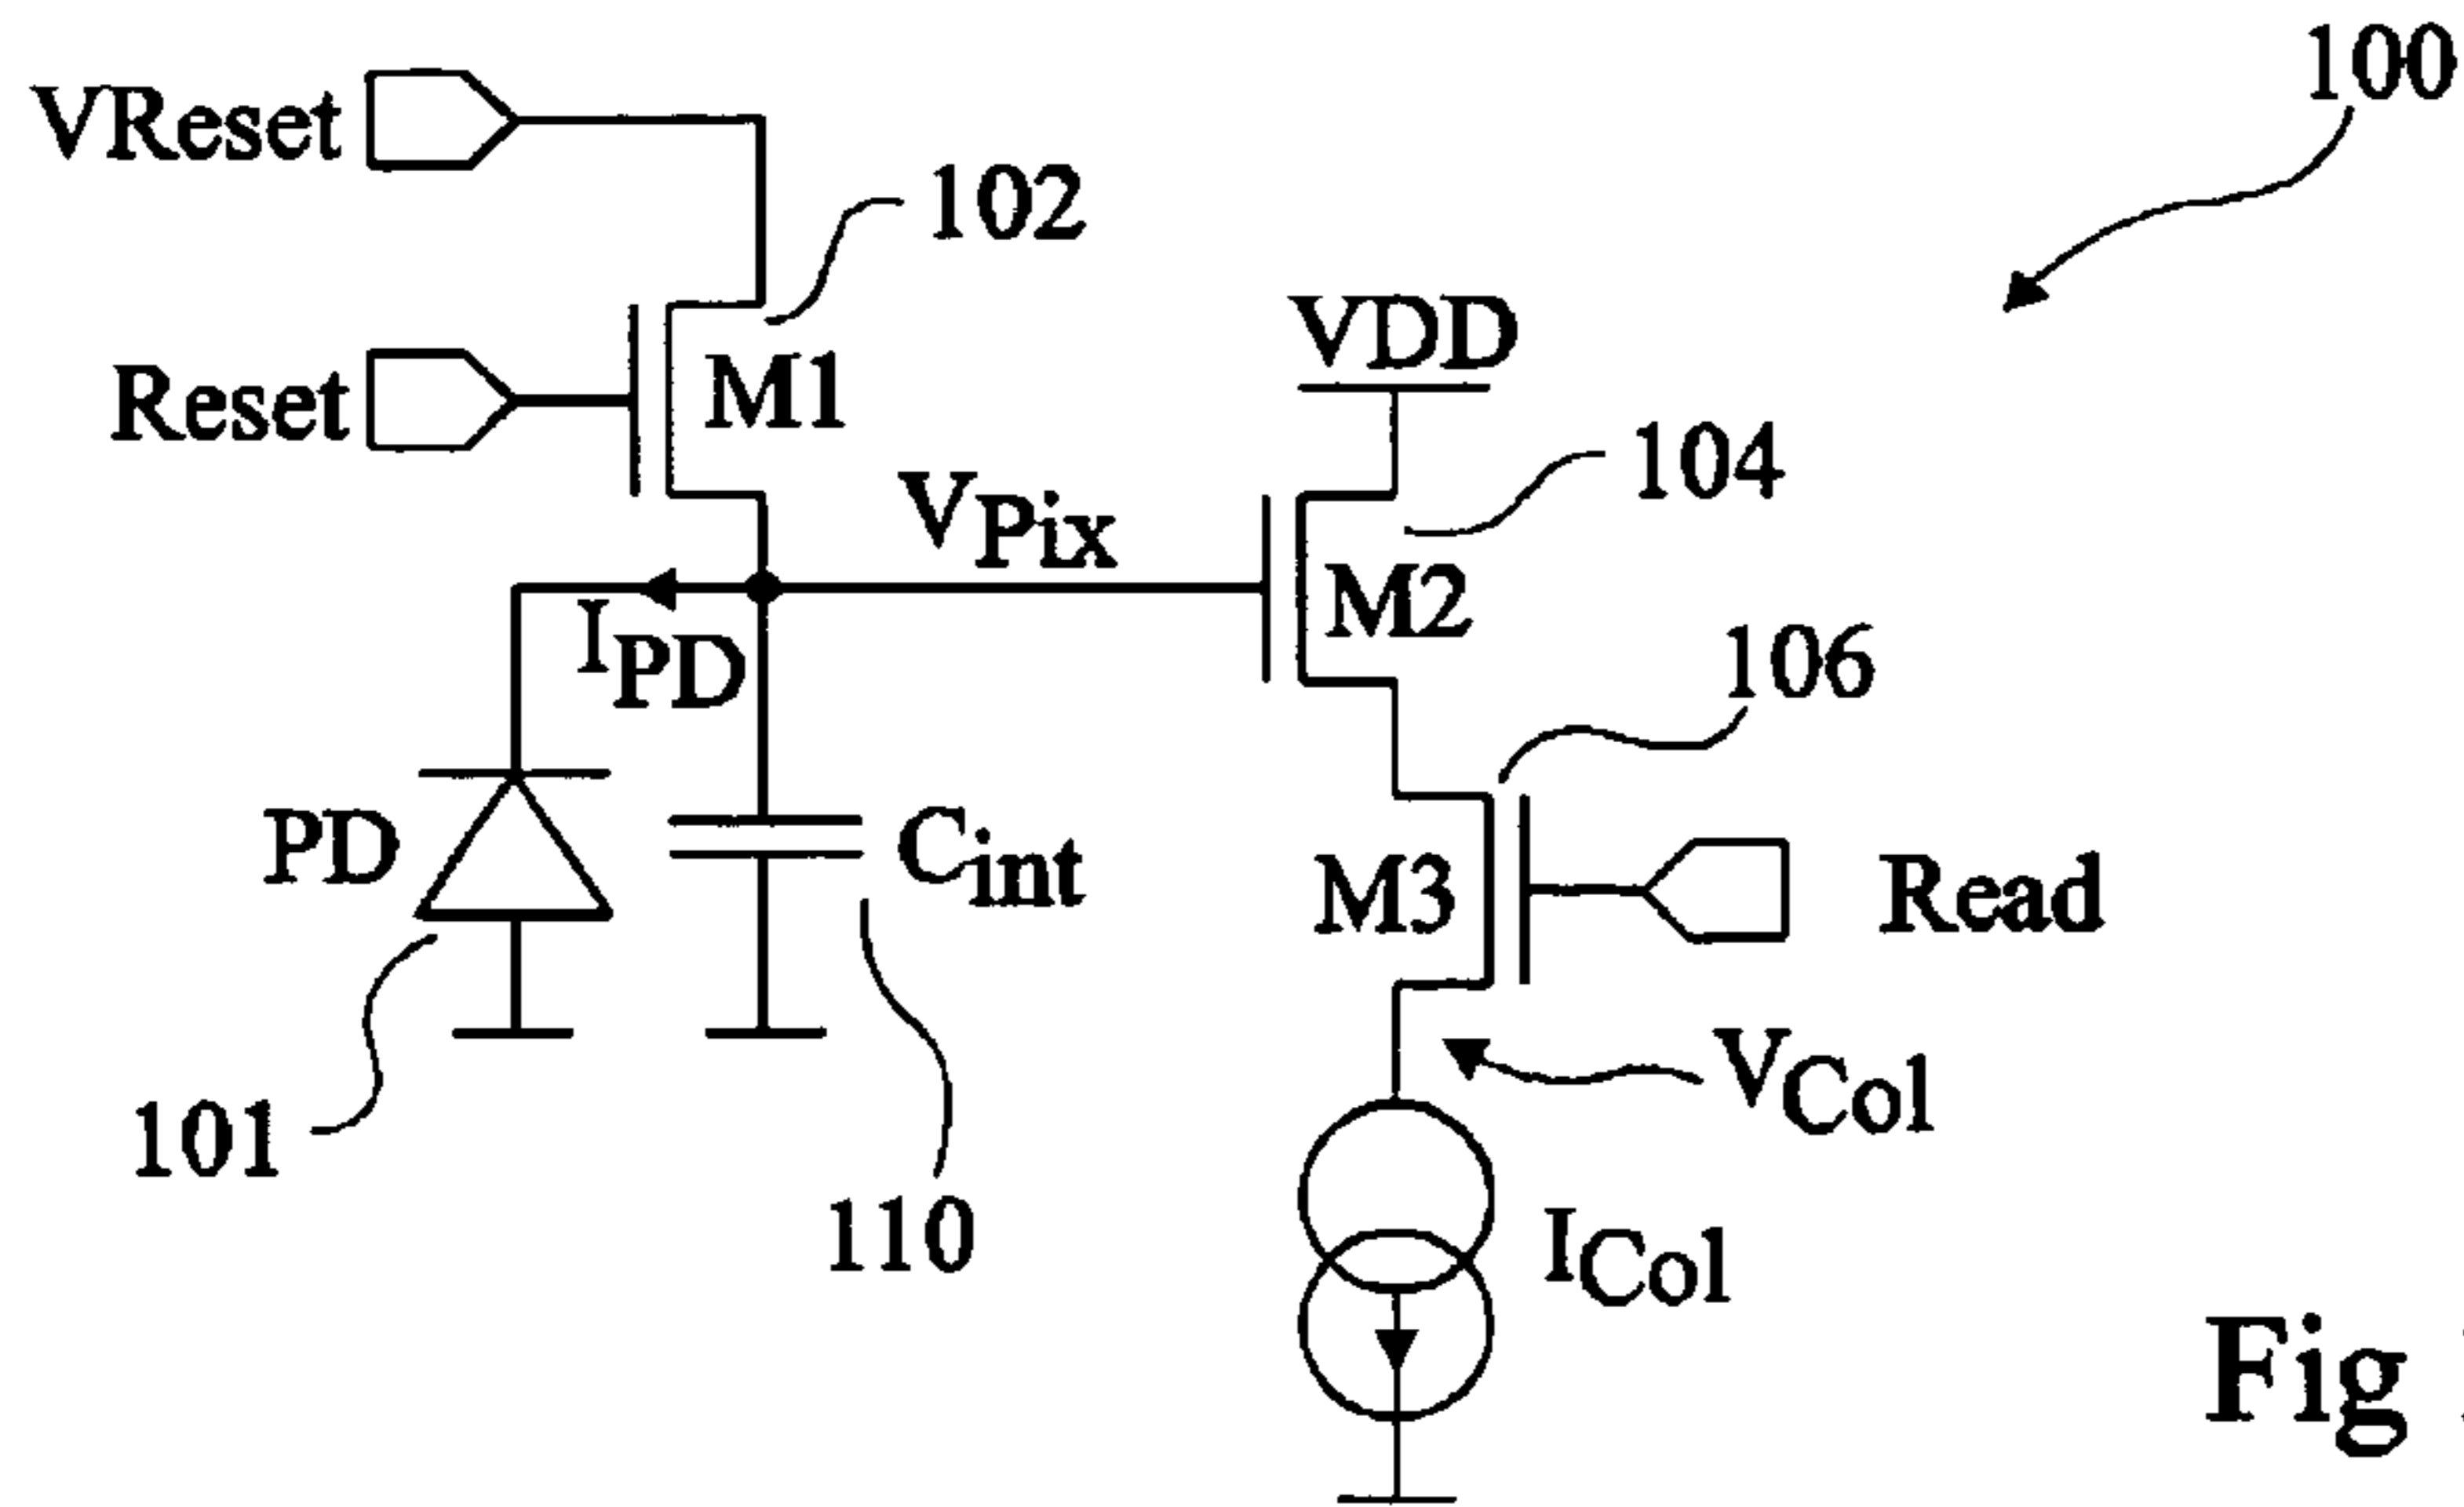 100
VReset
102
Reset
M1
VDD
104
VPix
M2
IPD
106
PD
Cint
M3
Read
101
110
VCol
ICol
Fig